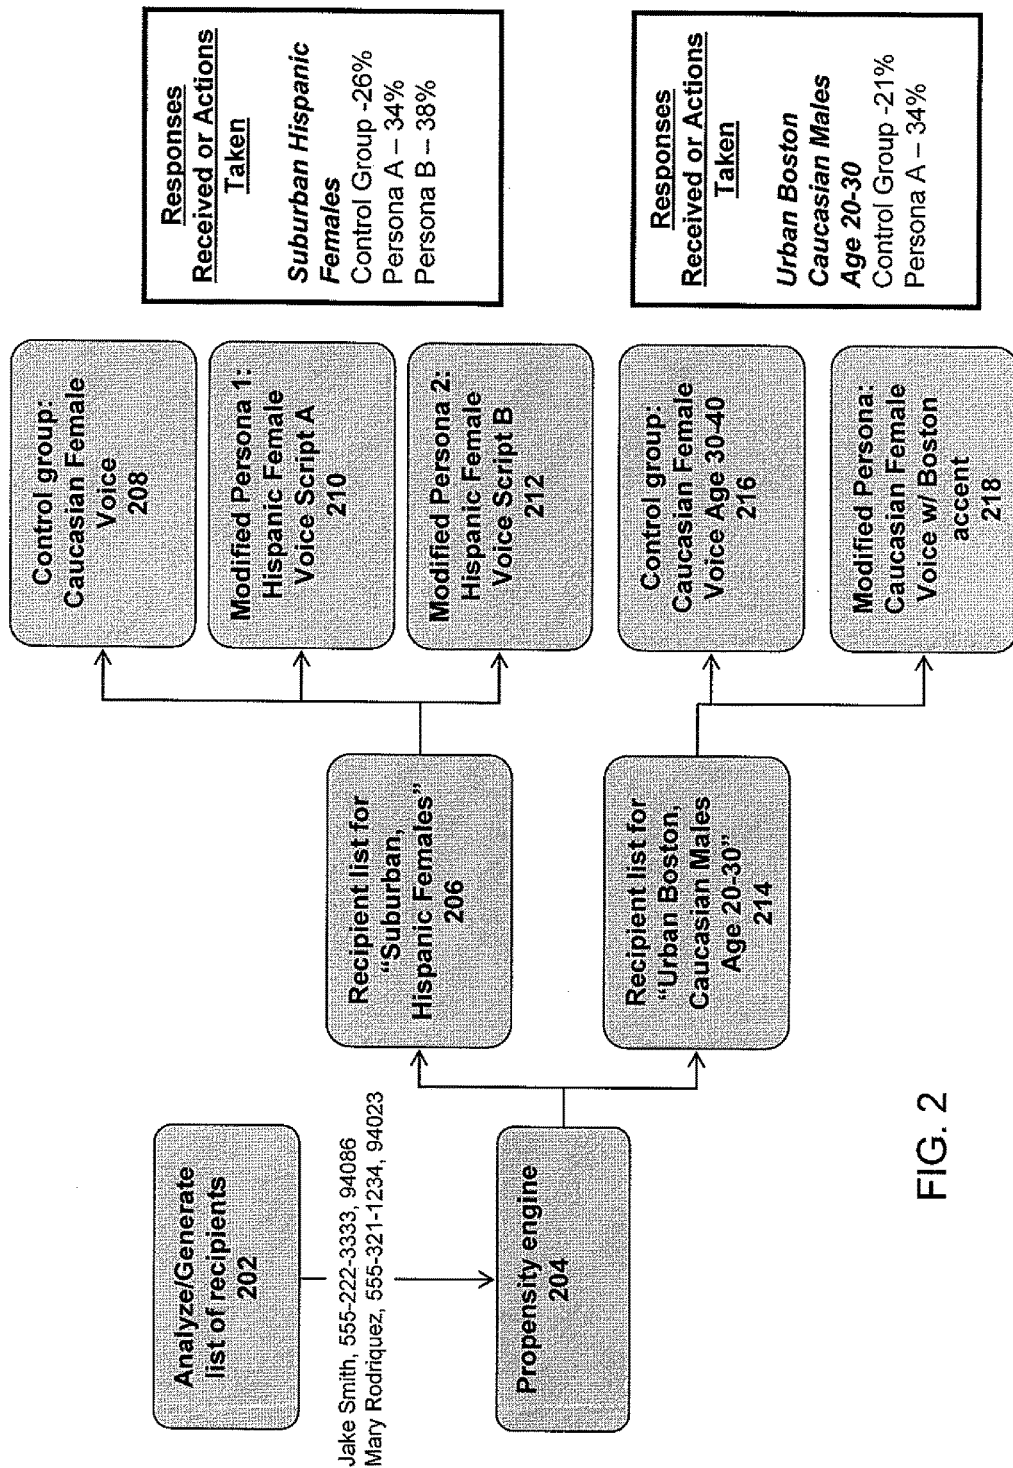 Analyze/Generate
list of recipients
202
Jake Smith, 555-222-3333, 94086
Mary Rodriquez, 555-321-1234, 94023
Propensity engine
204
Recipient list for
“Suburban,
Hispanic Females”
206
Recipient list for
“Urban Boston,
Caucasian Males
Age 20-30”
214
Control group:
Caucasian Female
Voice
208
Modified Persona 1:
Hispanic Female
Voice Script A
210
Modified Persona 2:
Hispanic Female
Voice Script B
212
Control group:
Caucasian Female
Voice Age 30-40
216
Modified Persona:
Caucasian Female
Voice w/ Boston
accent
218
Responses
Received or Actions
Taken
Suburban Hispanic
Females
Control Group -26%
Persona A – 34%
Persona B – 38%
Responses
Received or Actions
Taken
Urban Boston
Caucasian Males
Age 20-30
Control Group -21%
Persona A – 34%
FIG. 2